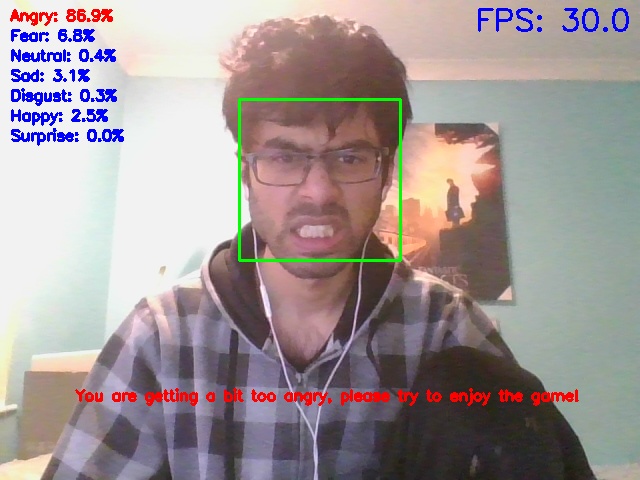 Angry: 86.9%
Fear: 6.8%
Neutral: 0.4%
Sad: 3.1%
Disgust: 0.3%
Happy: 2.5%
Surprise: 0.0%
FPS: 30.0
You are getting a bit too angry, please try to enjoy the game!